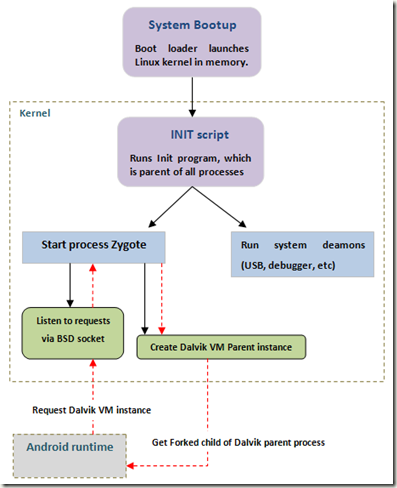 System Bootup
Boot loader launches
Linux kernel in memory.
Kernel
INIT script
Runs Init program, which
is parent of all processes
Start process Zygote
Run system deamons
(USB, debugger, etc)
Listen to requests
via BSD socket
Create Dalvik VM Parent instance
Request Dalvik VM instance
Get Forked child of Dalvik parent process
Android runtime